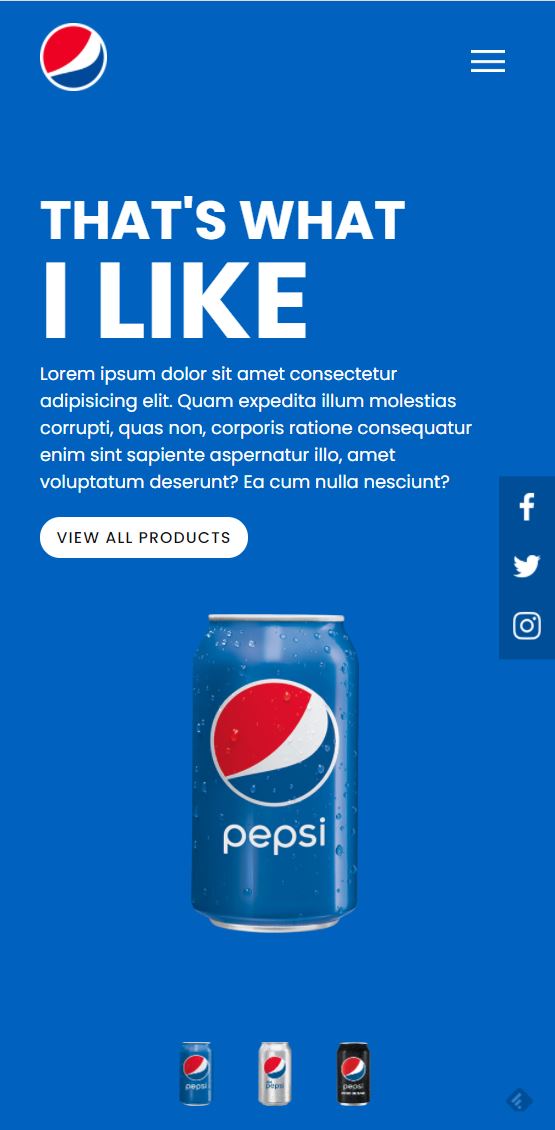 THAT'S WHAT
I LIKE
Lorem ipsum dolor sit amet consectetur
adipisicing elit. Quam expedita illum molestias
corrupti, quas non, corporis ratione consequatur
enim sint sapiente aspernatur illo, amet
voluptatum deserunt? Ea cum nulla nesciunt?
VIEW ALL PRODUCTS
pepsi
pepsi
pepsi
pepsi